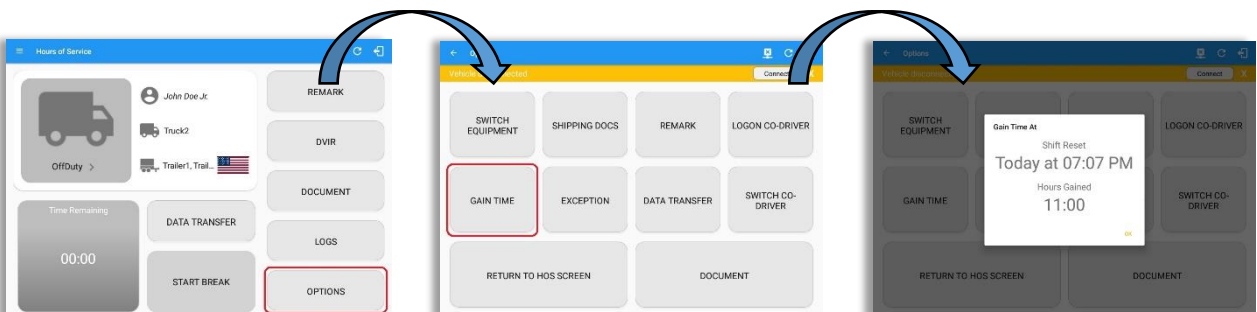 Hours of Service
John Doe Jr.
Truck2
Trailer1, Trail...
OffDuty >
Time Remaining
00:00
DATA TRANSFER
START BREAK
REMARK
DVIR
DOCUMENT
LOGS
OPTIONS
Connect
SWITCH EQUIPMENT
SHIPPING DOCS
REMARK
LOGON CO-DRIVER
GAIN TIME
EXCEPTION
DATA TRANSFER
SWITCH CO-
DRIVER
RETURN TO HOS SCREEN
DOCUMENT
Options
Vehicle disconnec
Connect
X
SWITCH
EQUIPMENT
LOGON CO-DRIVER
GAIN TIME
SWITCH CO-
DRIVER
RETURN TO HOS SCREEN
DOCUMENT
Gain Time At
Shift Reset
Today at 07:07 PM
Hours Gained
11:00
OK